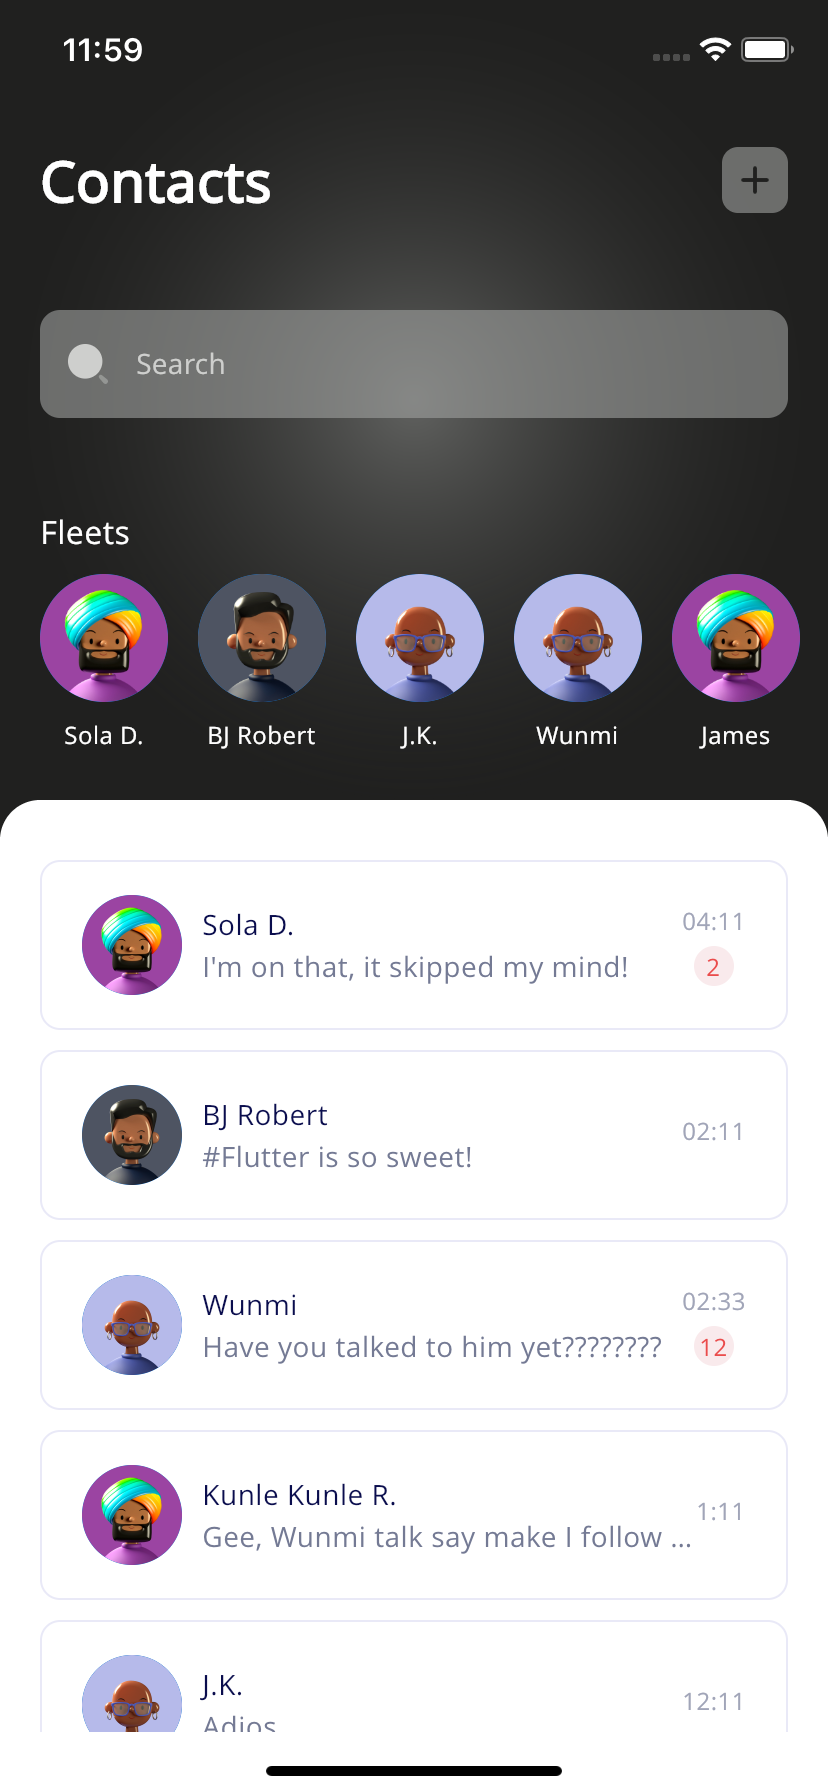 11:59
Contacts
Search
Fleets
Sola D. BJ Robert J.K. Wunmi James
Sola D. 04:11
I'm on that, it skipped my mind! 2
BJ Robert 02:11
#Flutter is so sweet!
Wunmi 02:33
Have you talked to him yet???????? 12
Kunle Kunle R. 1:11
Gee, Wunmi talk say make I follow ...
J.K. 12:11
Adios